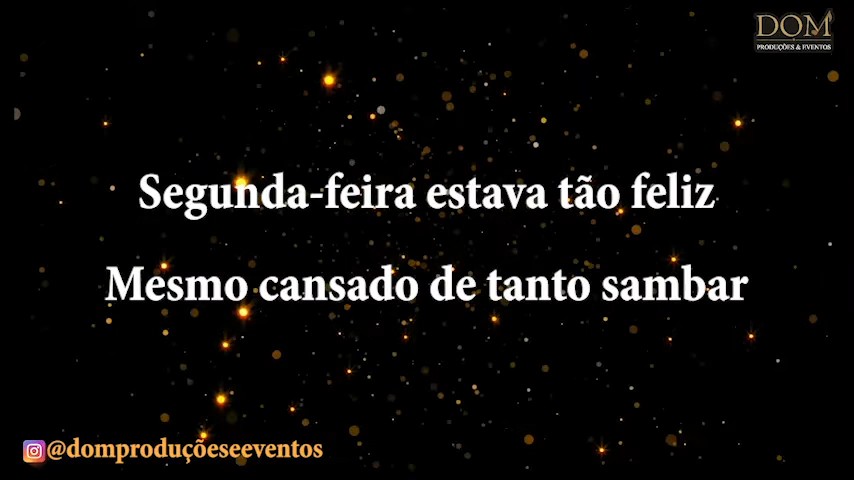 DOM
PRODUÇÕES & EVENTOS
Segunda-feira estava tão feliz
Mesmo cansado de tanto sambar
@domproduçõeseeventos